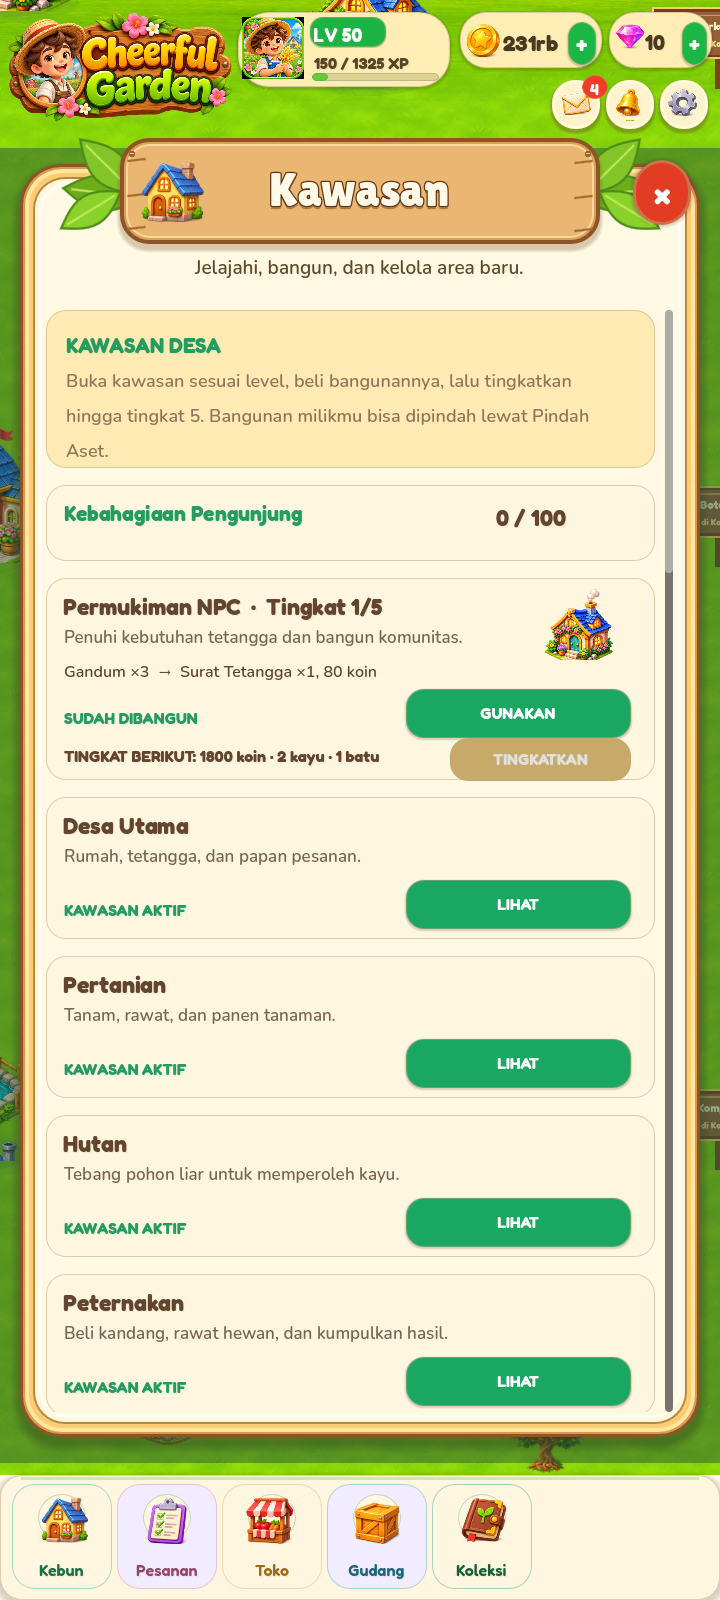 Cheerful
Garden
LV 50
150 / 1325 XP
231rb
+
10
+
4
Kawasan
Jelajahi, bangun, dan kelola area baru.
KAWASAN DESA
Buka kawasan sesuai level, beli bangunannya, lalu tingkatkan
hingga tingkat 5. Bangunan milikmu bisa dipindah lewat Pindah
Aset.
Kebahagiaan Pengunjung
0 / 100
Permukiman NPC · Tingkat 1/5
Penuhi kebutuhan tetangga dan bangun komunitas.
Gandum ×3 → Surat Tetangga ×1, 80 koin
SUDAH DIBANGUN
GUNAKAN
TINGKAT BERIKUT: 1800 koin · 2 kayu · 1 batu
TINGKATKAN
Desa Utama
Rumah, tetangga, dan papan pesanan.
KAWASAN AKTIF
LIHAT
Pertanian
Tanam, rawat, dan panen tanaman.
KAWASAN AKTIF
LIHAT
Hutan
Tebang pohon liar untuk memperoleh kayu.
KAWASAN AKTIF
LIHAT
Peternakan
Beli kandang, rawat hewan, dan kumpulkan hasil.
KAWASAN AKTIF
LIHAT
Kebun
Pesanan
Toko
Gudang
Koleksi